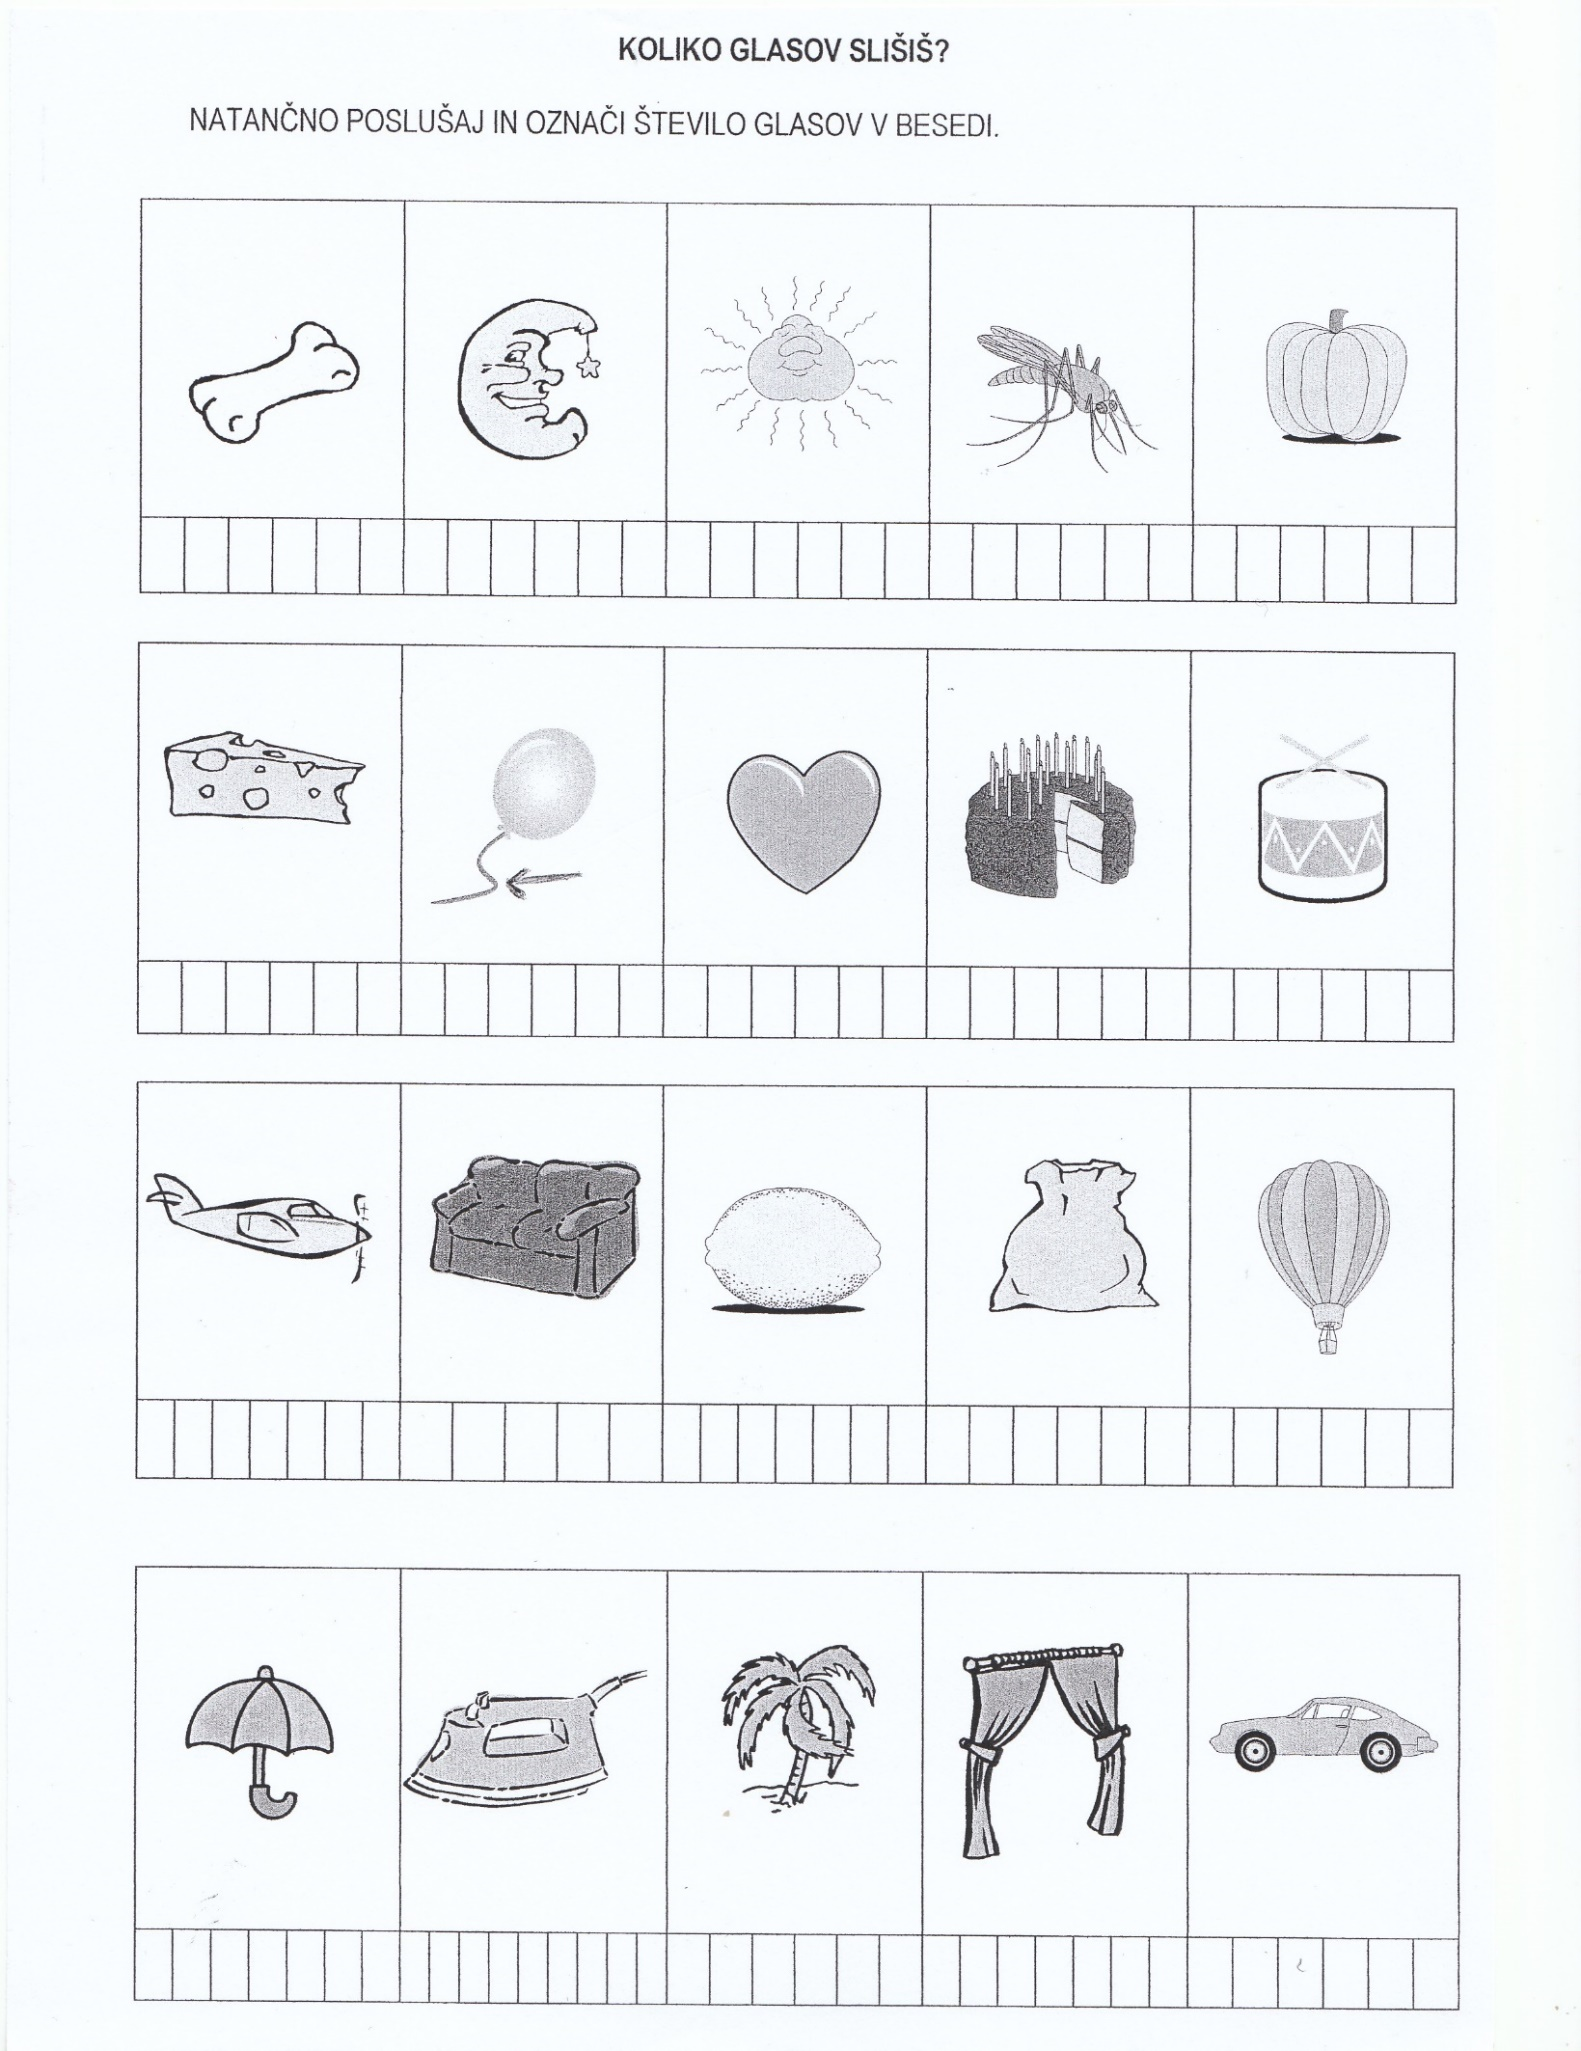 KOLIKO GLASOV SLIŠIŠ?
NATANČNO POSLUŠAJ IN OZNAČI ŠTEVILO GLASOV V BESEDI.